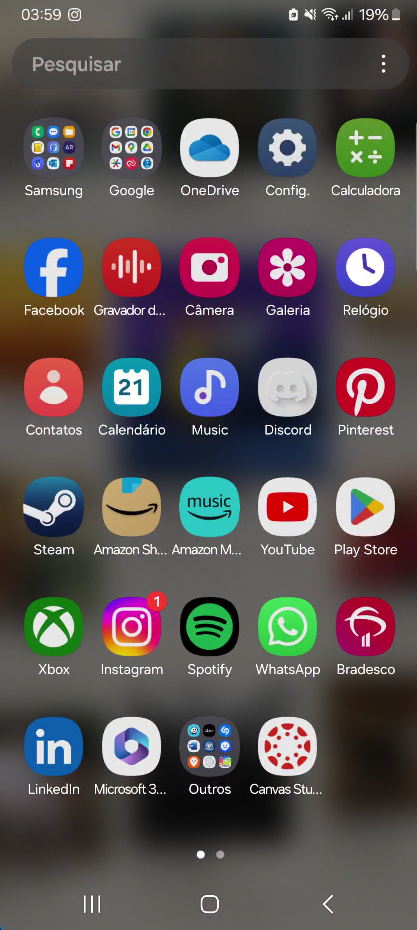 03:59 19%
Pesquisar
Samsung Google OneDrive Config. Calculadora
Facebook Gravador d... Câmera Galeria Relógio
21
Contatos Calendário Music Discord Pinterest
music
Steam Amazon Sh... Amazon M... YouTube Play Store
1
Xbox Instagram Spotify WhatsApp Bradesco
in
LinkedIn Microsoft 3... Outros Canvas Stu...